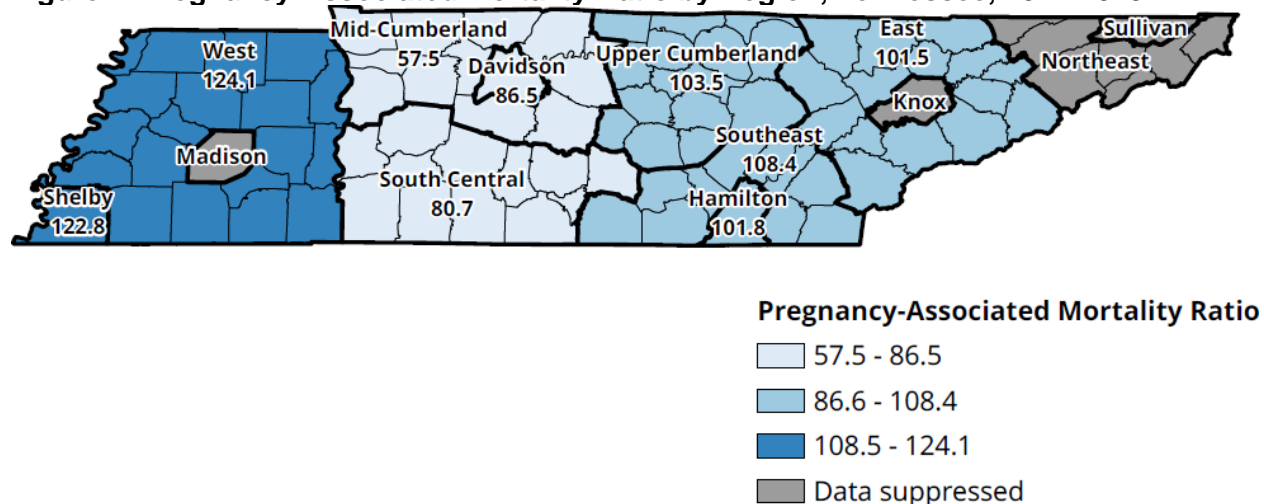 Mid-Cumberland
57.5
West
124.1
Davidson
86.5
Upper Cumberland
103.5
East
101.5
Sullivan
Northeast
Knox
Madison
Southeast
108.4
South Central
80.7
Hamilton
101.8
Shelby
122.8
Pregnancy-Associated Mortality Ratio
57.5 - 86.5
86.6 - 108.4
108.5 - 124.1
Data suppressed